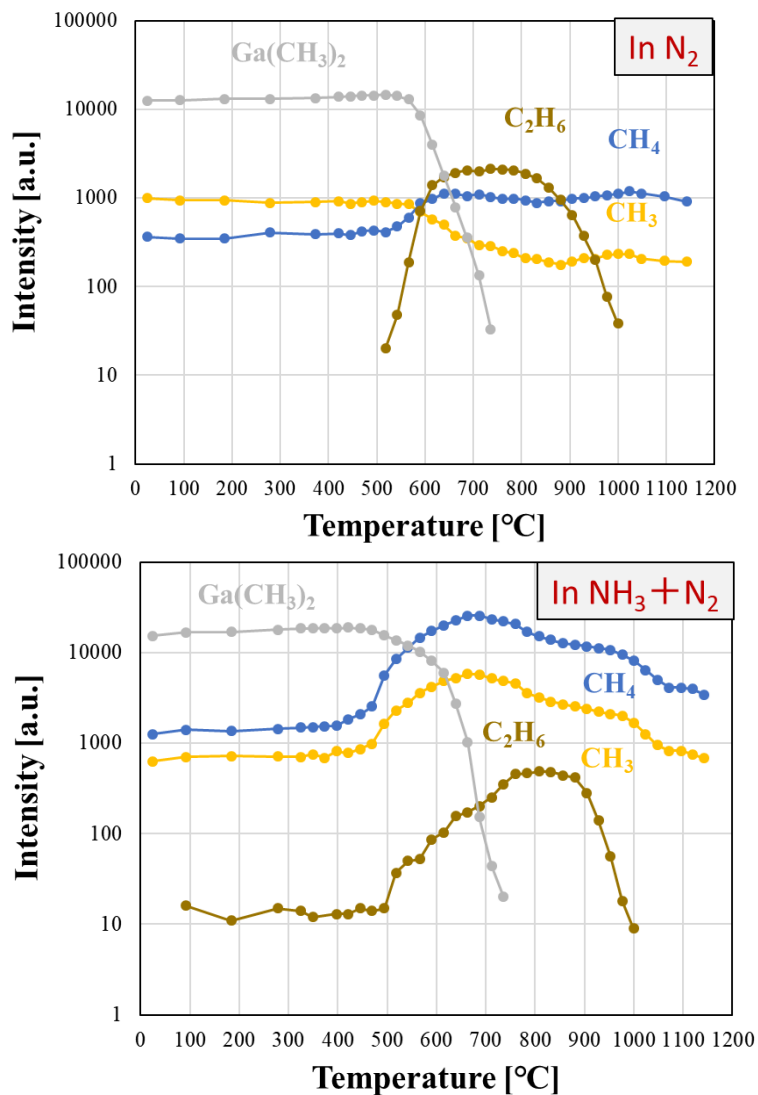 In N₂
Ga(CH₃)₂
C₂H₆
CH₄
CH₃
Intensity [a.u.]
100000
10000
1000
100
10
1
0 100 200 300 400 500 600 700 800 900 1000 1100 1200
Temperature [℃]
In NH₃＋N₂
Ga(CH₃)₂
CH₄
C₂H₆
CH₃
Intensity [a.u.]
100000
10000
1000
100
10
1
0 100 200 300 400 500 600 700 800 900 1000 1100 1200
Temperature [℃]